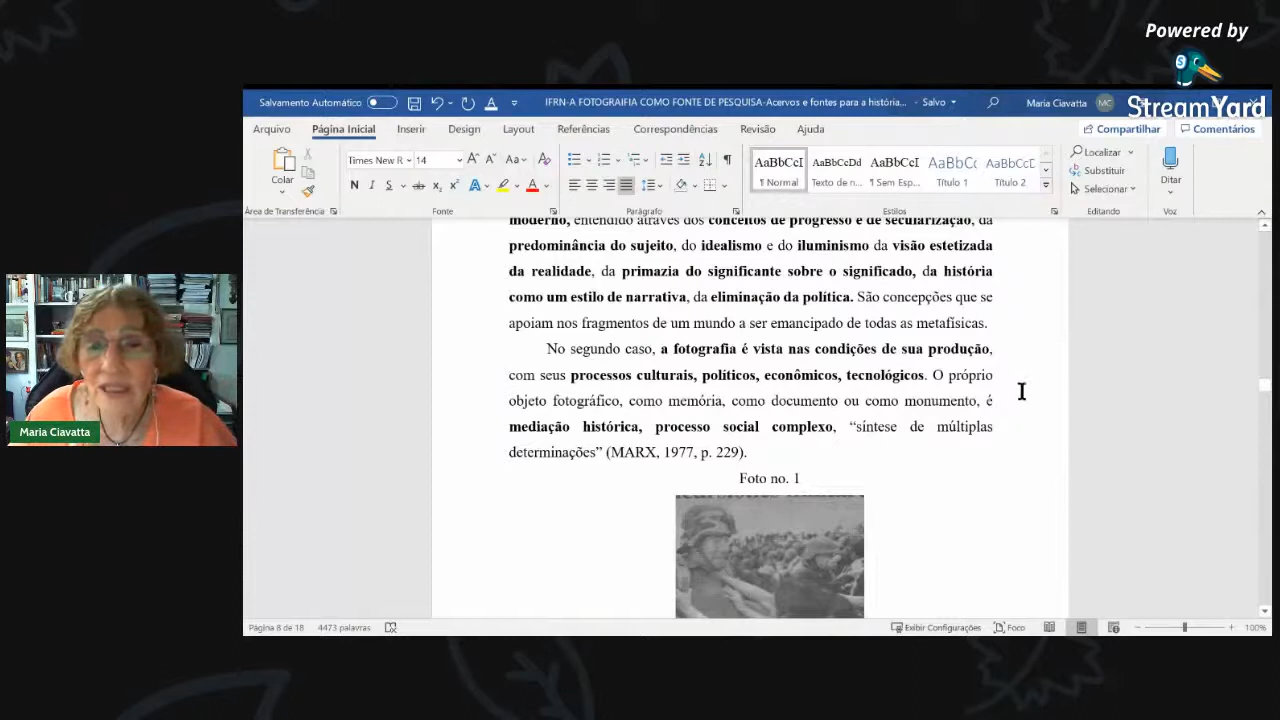 Powered by
StreamYard
Salvamento Automático
IFRN-A FOTOGRAIFIA COMO FONTE DE PESQUISA-Acervos e fontes para a história... - Salvo
Maria Ciavatta MC
Arquivo Página Inicial Inserir Design Layout Referências Correspondências Revisão Ajuda Compartilhar Comentários
Colar
Times New R 14
AaBbCcI AaBbCcDd AaBbCcI AaBbCc AaBbCcD
¶ Normal Texto de n... ¶ Sem Esp... Título 1 Título 2
Localizar
Substituir
Selecionar
Ditar
Área de Transferência Fonte Parágrafo Estilos Editando Voz
moderno, entendido através dos conceitos de progresso e de secularização, da
predominância do sujeito, do idealismo e do iluminismo da visão estetizada
da realidade, da primazia do significante sobre o significado, da história
como um estilo de narrativa, da eliminação da política. São concepções que se
apoiam nos fragmentos de um mundo a ser emancipado de todas as metafísicas.
No segundo caso, a fotografia é vista nas condições de sua produção,
com seus processos culturais, políticos, econômicos, tecnológicos. O próprio
objeto fotográfico, como memória, como documento ou como monumento, é
mediação histórica, processo social complexo, “síntese de múltiplas
determinações” (MARX, 1977, p. 229).
Foto no. 1
Maria Ciavatta
Página 8 de 18 4473 palavras Exibir Configurações Foco 100%